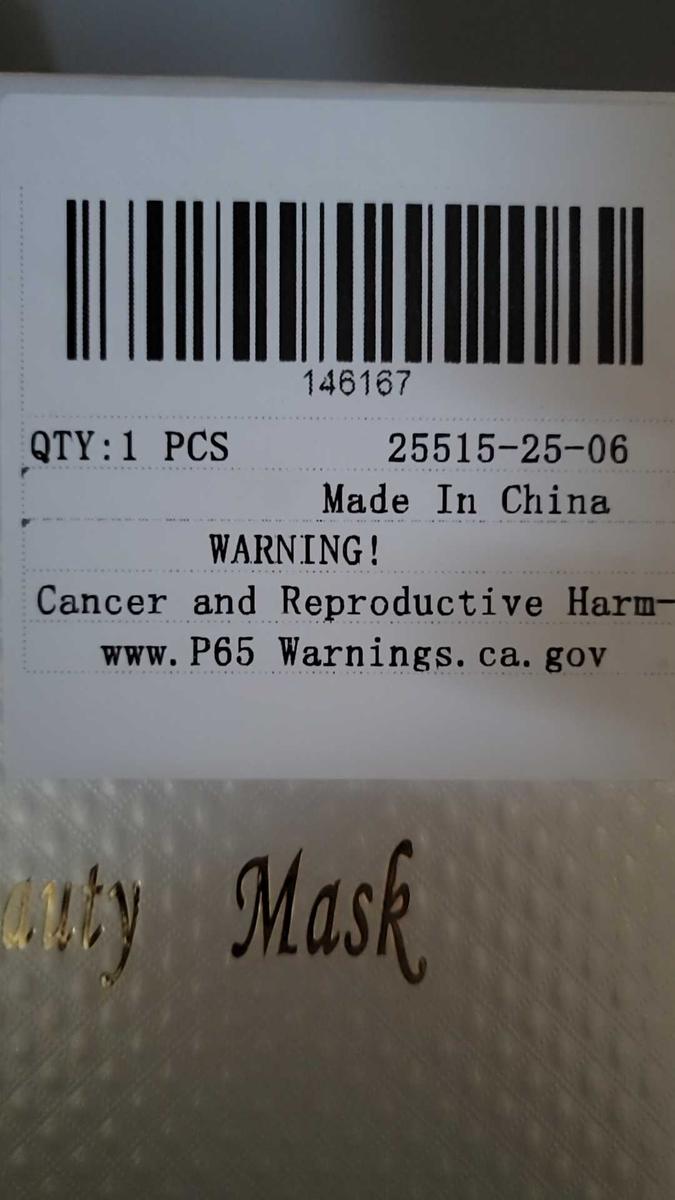 146167
QTY:1 PCS 25515-25-06
Made In China
WARNING!
Cancer and Reproductive Harm-
www.P65 Warnings.ca.gov
auty Mask